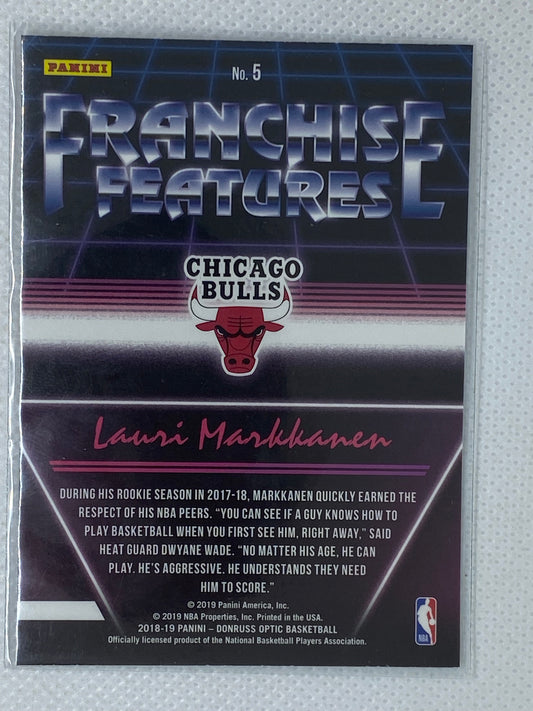 PANINI
No. 5
FRANCHISE
FEATURES
CHICAGO
BULLS
Lauri Markkanen
DURING HIS ROOKIE SEASON IN 2017-18, MARKKANEN QUICKLY EARNED THE
RESPECT OF HIS NBA PEERS. “YOU CAN SEE IF A GUY KNOWS HOW TO
PLAY BASKETBALL WHEN YOU FIRST SEE HIM, RIGHT AWAY,” SAID
HEAT GUARD DWYANE WADE. “NO MATTER HIS AGE, HE CAN
PLAY. HE’S AGGRESSIVE. HE UNDERSTANDS THEY NEED
HIM TO SCORE.”
© 2019 Panini America, Inc.
© 2019 NBA Properties, Inc. Printed in the USA.
2018-19 PANINI – DONRUSS OPTIC BASKETBALL
Officially licensed product of the National Basketball Players Association.
NBA